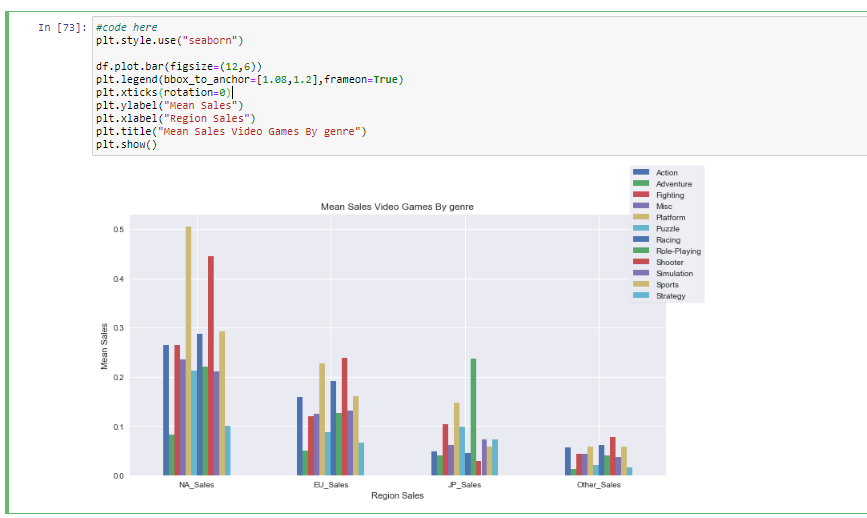 In [73]: #code here
plt.style.use("seaborn")
df.plot.bar(figsize=(12,6))
plt.legend(bbox_to_anchor=[1.08,1.2],frameon=True)
plt.xticks(rotation=0)
plt.ylabel("Mean Sales")
plt.xlabel("Region Sales")
plt.title("Mean Sales Video Games By genre")
plt.show()
Mean Sales Video Games By genre
Action
Adventure
Fighting
Misc
Platform
Puzzle
Racing
Role-Playing
Shooter
Simulation
Sports
Strategy
Mean Sales
0.5
0.4
0.3
0.2
0.1
0.0
NA_Sales EU_Sales JP_Sales Other_Sales
Region Sales